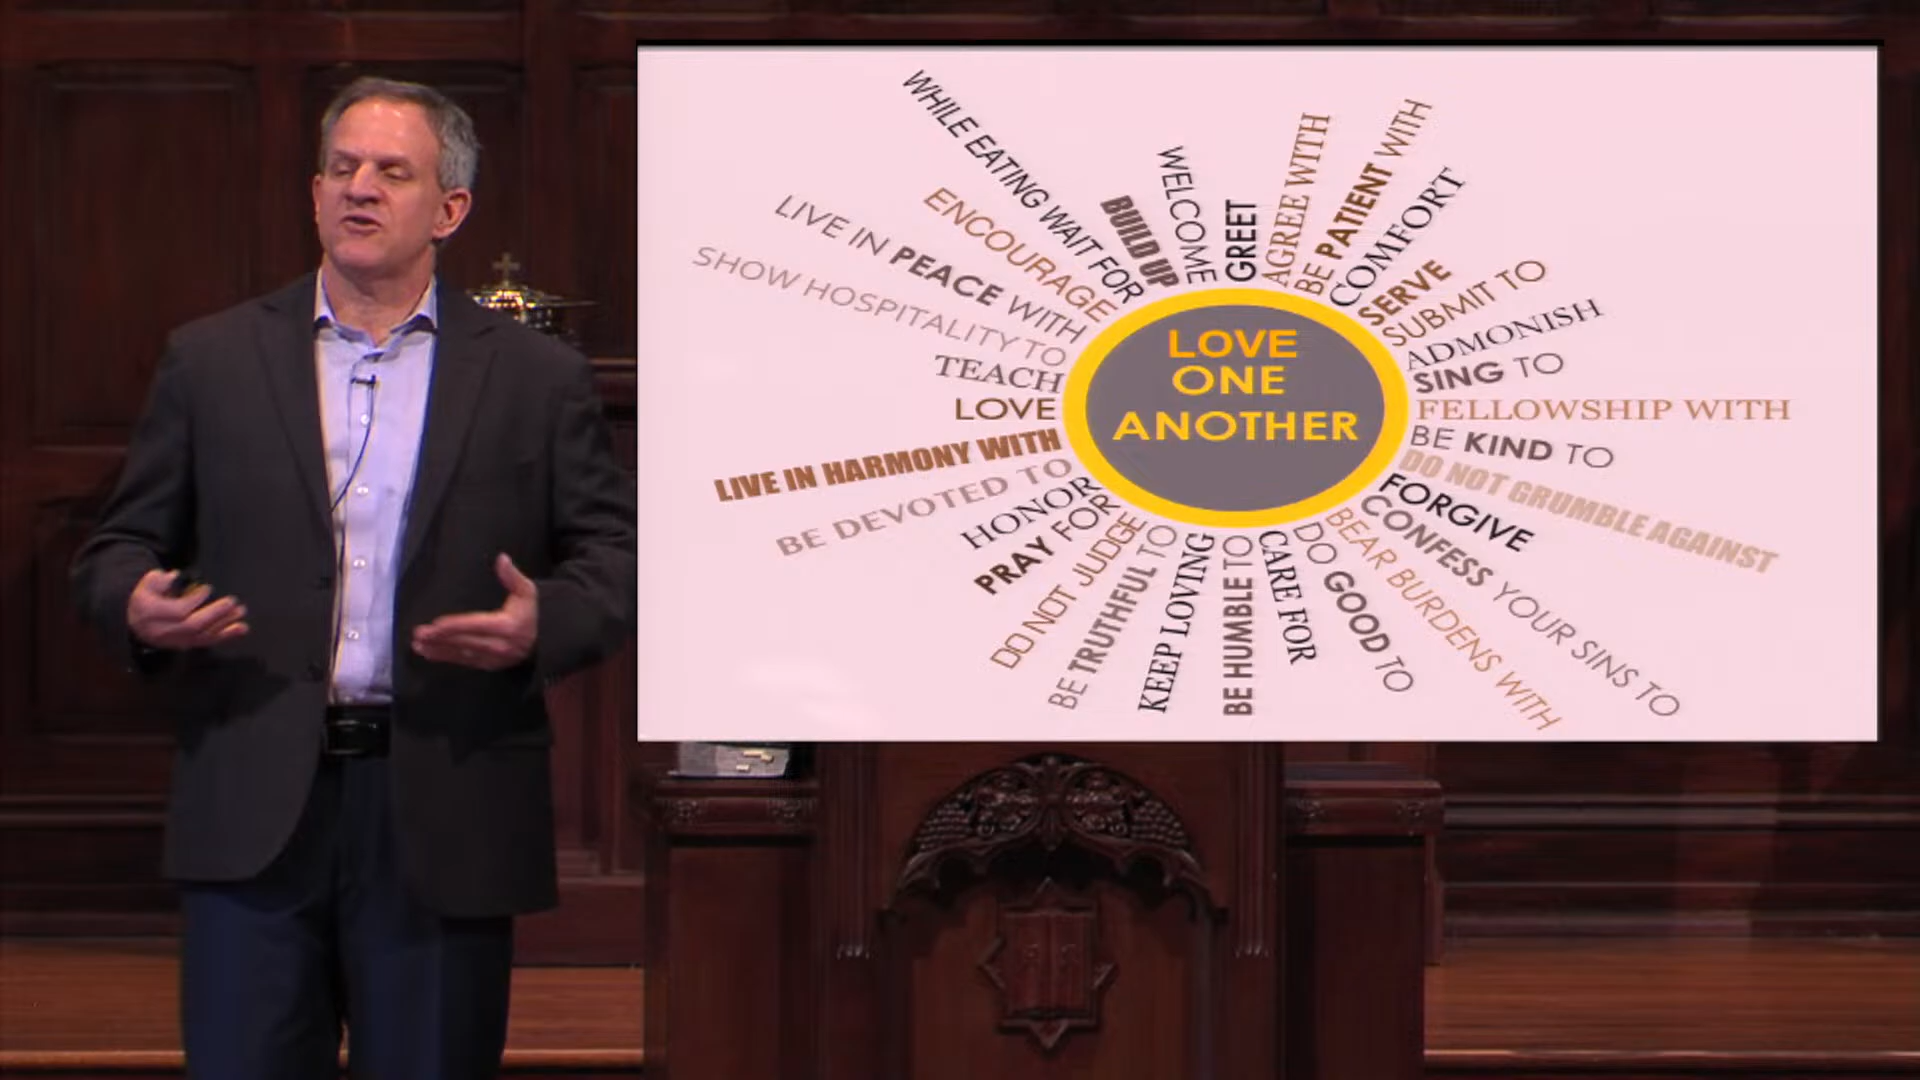 LOVE
ONE
ANOTHER
GREET
AGREE WITH
BE PATIENT WITH
COMFORT
SERVE
SUBMIT TO
ADMONISH
SING TO
FELLOWSHIP WITH
BE KIND TO
DO NOT GRUMBLE AGAINST
FORGIVE
CONFESS YOUR SINS TO
BEAR BURDENS WITH
DO GOOD TO
CARE FOR
BE HUMBLE TO
KEEP LOVING
BE TRUTHFUL TO
DO NOT JUDGE
PRAY FOR
HONOR
BE DEVOTED TO
LIVE IN HARMONY WITH
LOVE
TEACH
SHOW HOSPITALITY TO
LIVE IN PEACE WITH
ENCOURAGE
WHILE EATING WAIT FOR
BUILD UP
WELCOME